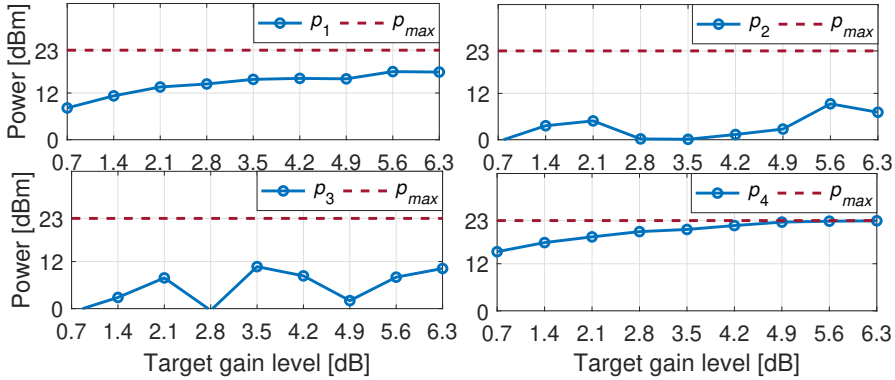 Power [dBm]
23
12
0
p1
pmax
0.7 1.4 2.1 2.8 3.5 4.2 4.9 5.6 6.3
23
12
0
p2
pmax
0.7 1.4 2.1 2.8 3.5 4.2 4.9 5.6 6.3
Power [dBm]
23
12
0
p3
pmax
0.7 1.4 2.1 2.8 3.5 4.2 4.9 5.6 6.3
Target gain level [dB]
23
12
0
p4
pmax
0.7 1.4 2.1 2.8 3.5 4.2 4.9 5.6 6.3
Target gain level [dB]